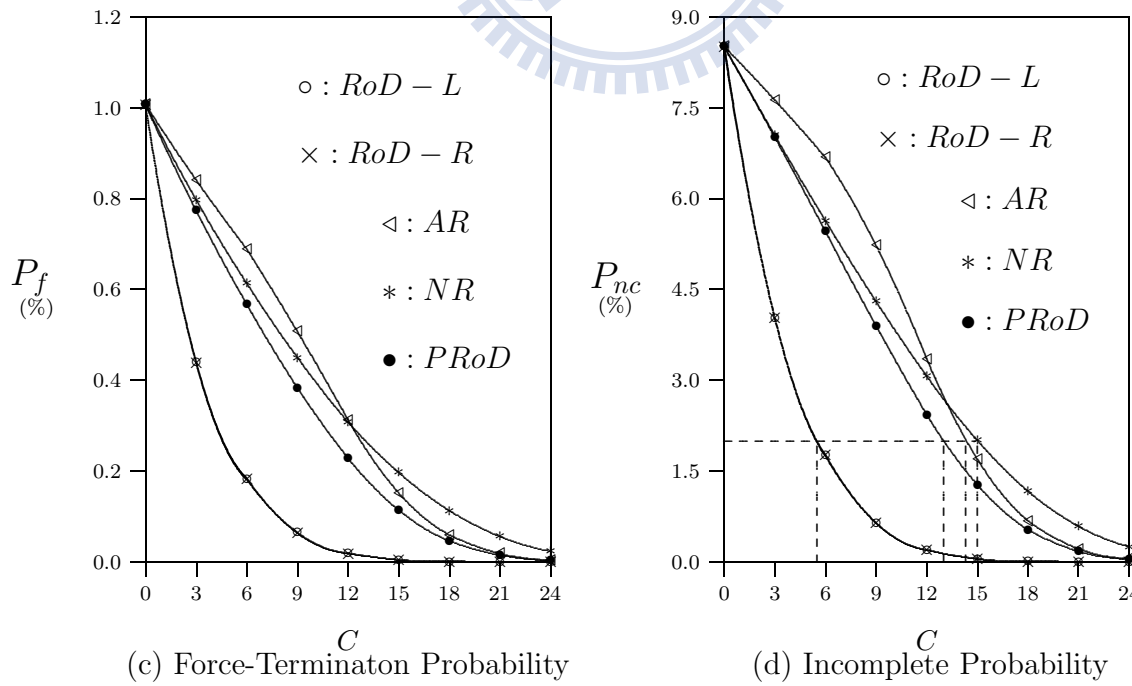 1.2
1.0
0.8
0.6
0.4
0.2
0.0
P_f
(%)
○ : RoD − L
× : RoD − R
◁ : AR
∗ : NR
● : PRoD
0 3 6 9 12 15 18 21 24
C
(c) Force-Terminaton Probability
9.0
7.5
6.0
4.5
3.0
1.5
0.0
P_nc
(%)
○ : RoD − L
× : RoD − R
◁ : AR
∗ : NR
● : PRoD
0 3 6 9 12 15 18 21 24
C
(d) Incomplete Probability